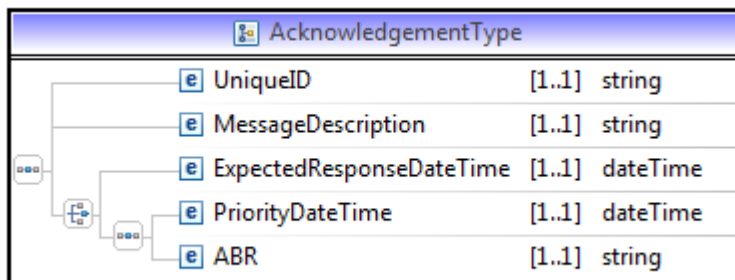 AcknowledgementType
e UniqueID [1..1] string
e MessageDescription [1..1] string
e ExpectedResponseDateTime [1..1] dateTime
e PriorityDateTime [1..1] dateTime
e ABR [1..1] string